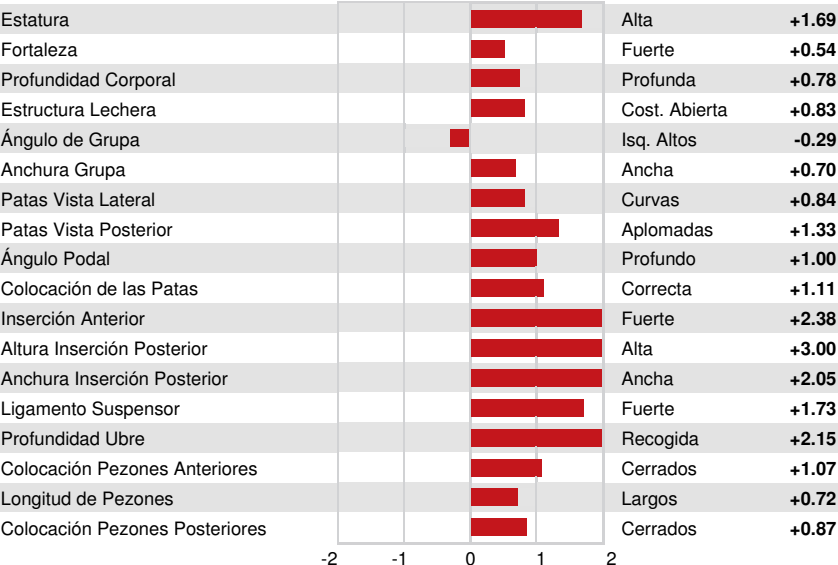 Estatura Alta +1.69
Fortaleza Fuerte +0.54
Profundidad Corporal Profunda +0.78
Estructura Lechera Cost. Abierta +0.83
Ángulo de Grupa Isq. Altos -0.29
Anchura Grupa Ancha +0.70
Patas Vista Lateral Curvas +0.84
Patas Vista Posterior Aplomadas +1.33
Ángulo Podal Profundo +1.00
Colocación de las Patas Correcta +1.11
Inserción Anterior Fuerte +2.38
Altura Inserción Posterior Alta +3.00
Anchura Inserción Posterior Ancha +2.05
Ligamento Suspensor Fuerte +1.73
Profundidad Ubre Recogida +2.15
Colocación Pezones Anteriores Cerrados +1.07
Longitud de Pezones Largos +0.72
Colocación Pezones Posteriores Cerrados +0.87
-2 -1 0 1 2